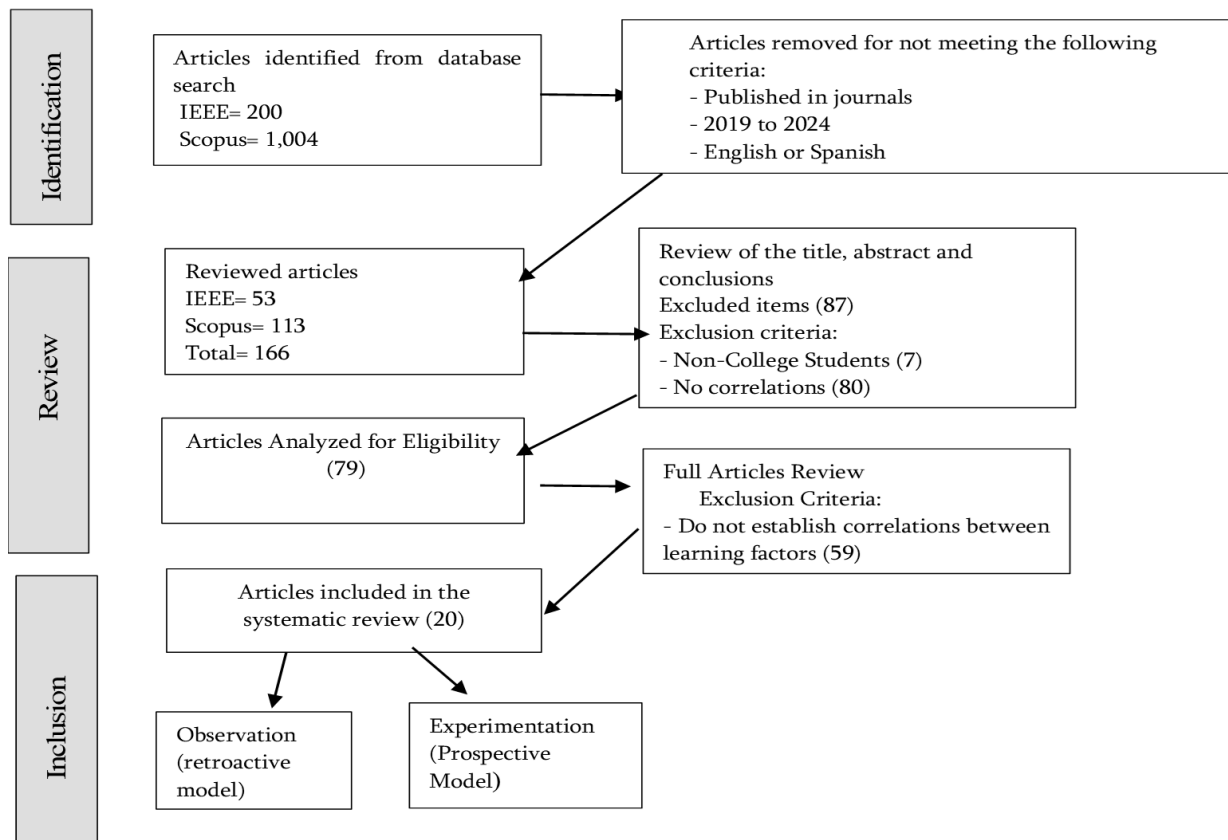 Identification
Articles identified from database
search
IEEE= 200
Scopus= 1,004
Articles removed for not meeting the following
criteria:
- Published in journals
- 2019 to 2024
- English or Spanish
Review
Reviewed articles
IEEE= 53
Scopus= 113
Total= 166
Review of the title, abstract and
conclusions
Excluded items (87)
Exclusion criteria:
- Non-College Students (7)
- No correlations (80)
Articles Analyzed for Eligibility
(79)
Full Articles Review
Exclusion Criteria:
- Do not establish correlations between
learning factors (59)
Inclusion
Articles included in the
systematic review (20)
Observation
(retroactive
model)
Experimentation
(Prospective
Model)